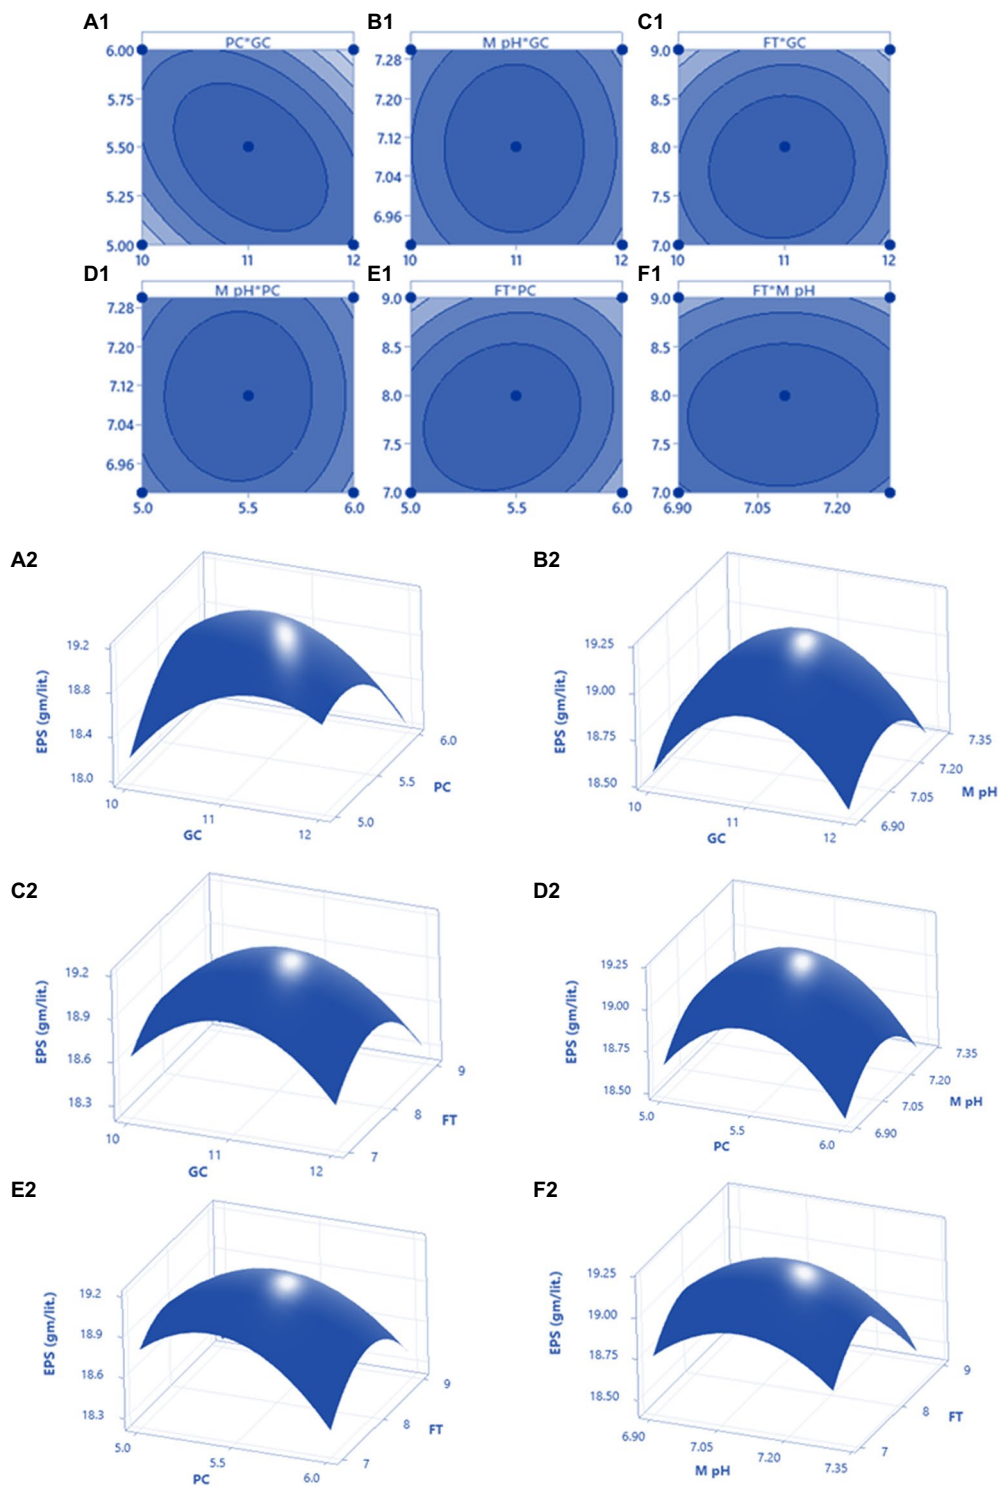 A1 B1 C1
PC*GC M pH*GC FT*GC
6.00 7.28 9.0
5.75 7.20 8.5
5.50 7.12 8.0
7.04
5.25 7.5
6.96
5.00 7.0
10 11 12 10 11 12 10 11 12
D1 E1 F1
M pH*PC FT*PC FT*M pH
7.28 9.0 9.0
7.20 8.5 8.5
7.12 8.0 8.0
7.04
7.5 7.5
6.96
7.0 7.0
5.0 5.5 6.0 5.0 5.5 6.0 6.90 7.05 7.20
A2
19.2
18.8
18.4
18.0
EPS (gm/lit.)
10
11
12
GC
5.0
5.5
6.0
PC
B2
19.25
19.00
18.75
18.50
EPS (gm/lit.)
10
11
12
GC
6.90
7.05
7.20
7.35
M pH
C2
19.2
18.9
18.6
18.3
EPS (gm/lit.)
10
11
12
GC
7
8
9
FT
D2
19.25
19.00
18.75
18.50
EPS (gm/lit.)
5.0
5.5
6.0
PC
6.90
7.05
7.20
7.35
M pH
E2
19.2
18.9
18.6
18.3
EPS (gm/lit.)
5.0
5.5
6.0
PC
7
8
9
FT
F2
19.25
19.00
18.75
18.50
EPS (gm/lit.)
6.90
7.05
7.20
7.35
M pH
7
8
9
FT